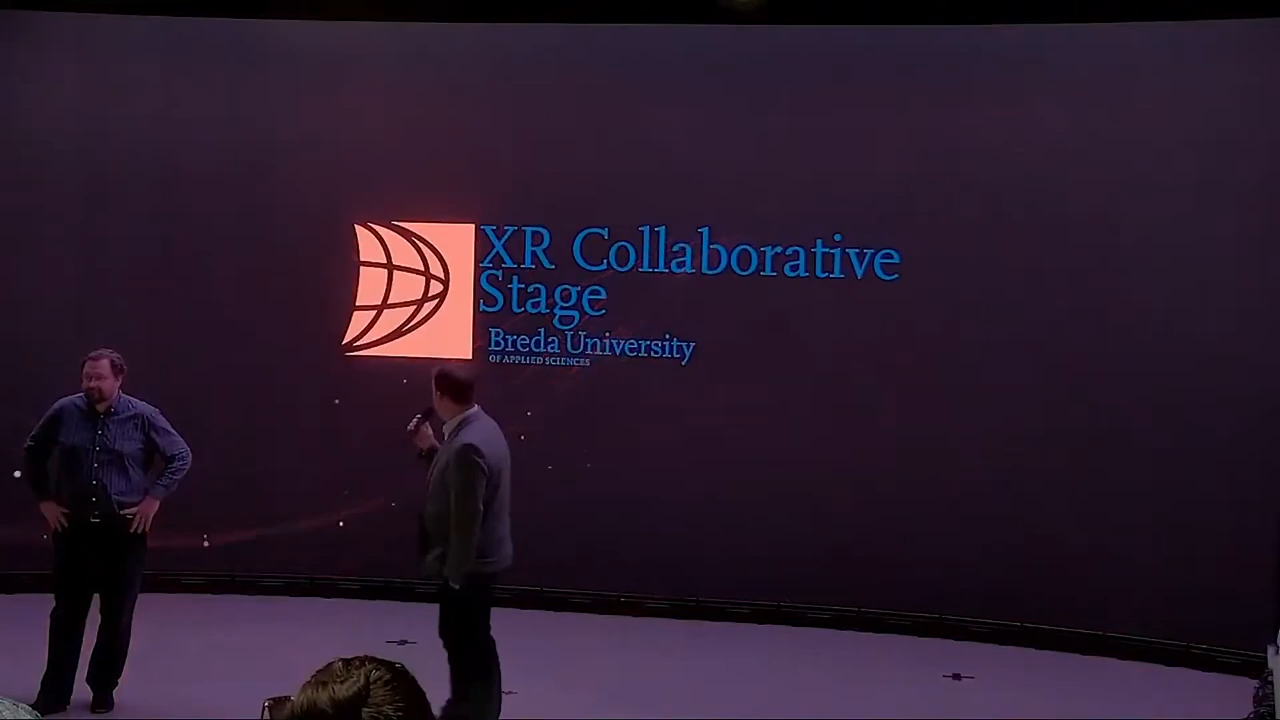 XR Collaborative
Stage
Breda University
OF APPLIED SCIENCES